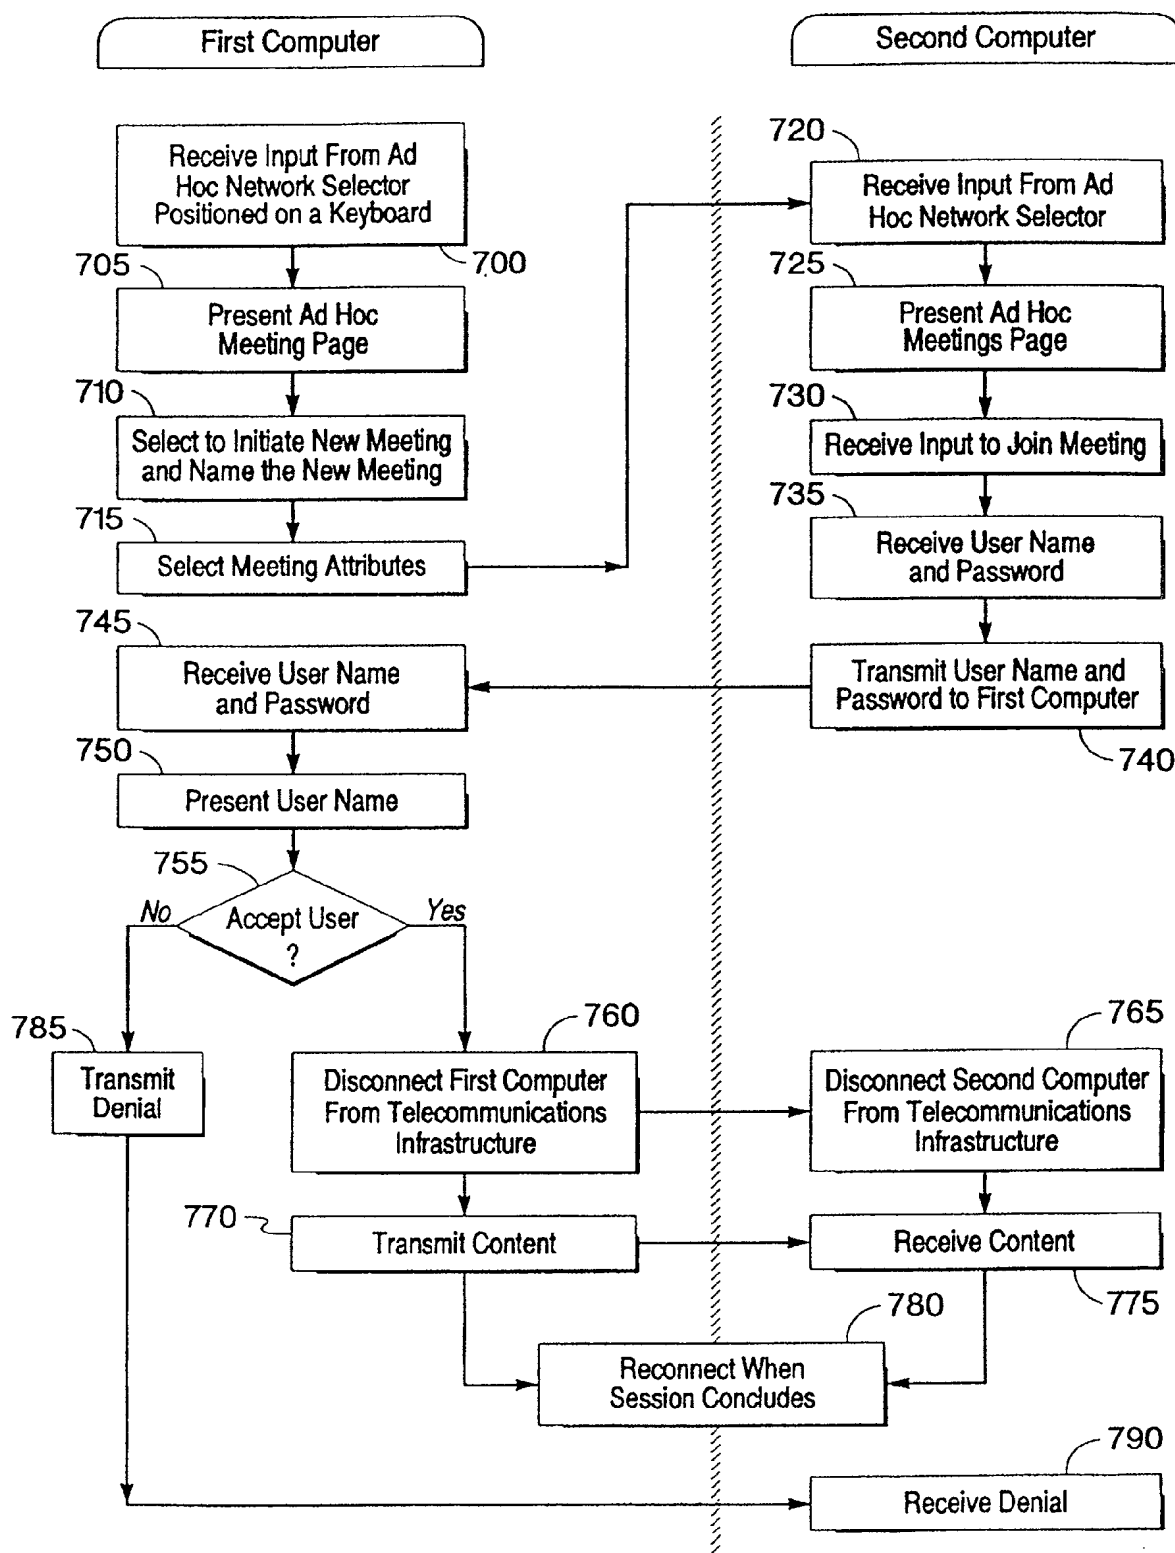 First Computer
Second Computer
Receive Input From Ad
Hoc Network Selector
Positioned on a Keyboard
700
705
Present Ad Hoc
Meeting Page
710
Select to Initiate New Meeting
and Name the New Meeting
715
Select Meeting Attributes
720
Receive Input From Ad
Hoc Network Selector
725
Present Ad Hoc
Meetings Page
730
Receive Input to Join Meeting
735
Receive User Name
and Password
Transmit User Name and
Password to First Computer
740
745
Receive User Name
and Password
750
Present User Name
755
Accept User
?
No
Yes
785
Transmit
Denial
760
Disconnect First Computer
From Telecommunications
Infrastructure
765
Disconnect Second Computer
From Telecommunications
Infrastructure
770
Transmit Content
Receive Content
775
780
Reconnect When
Session Concludes
790
Receive Denial